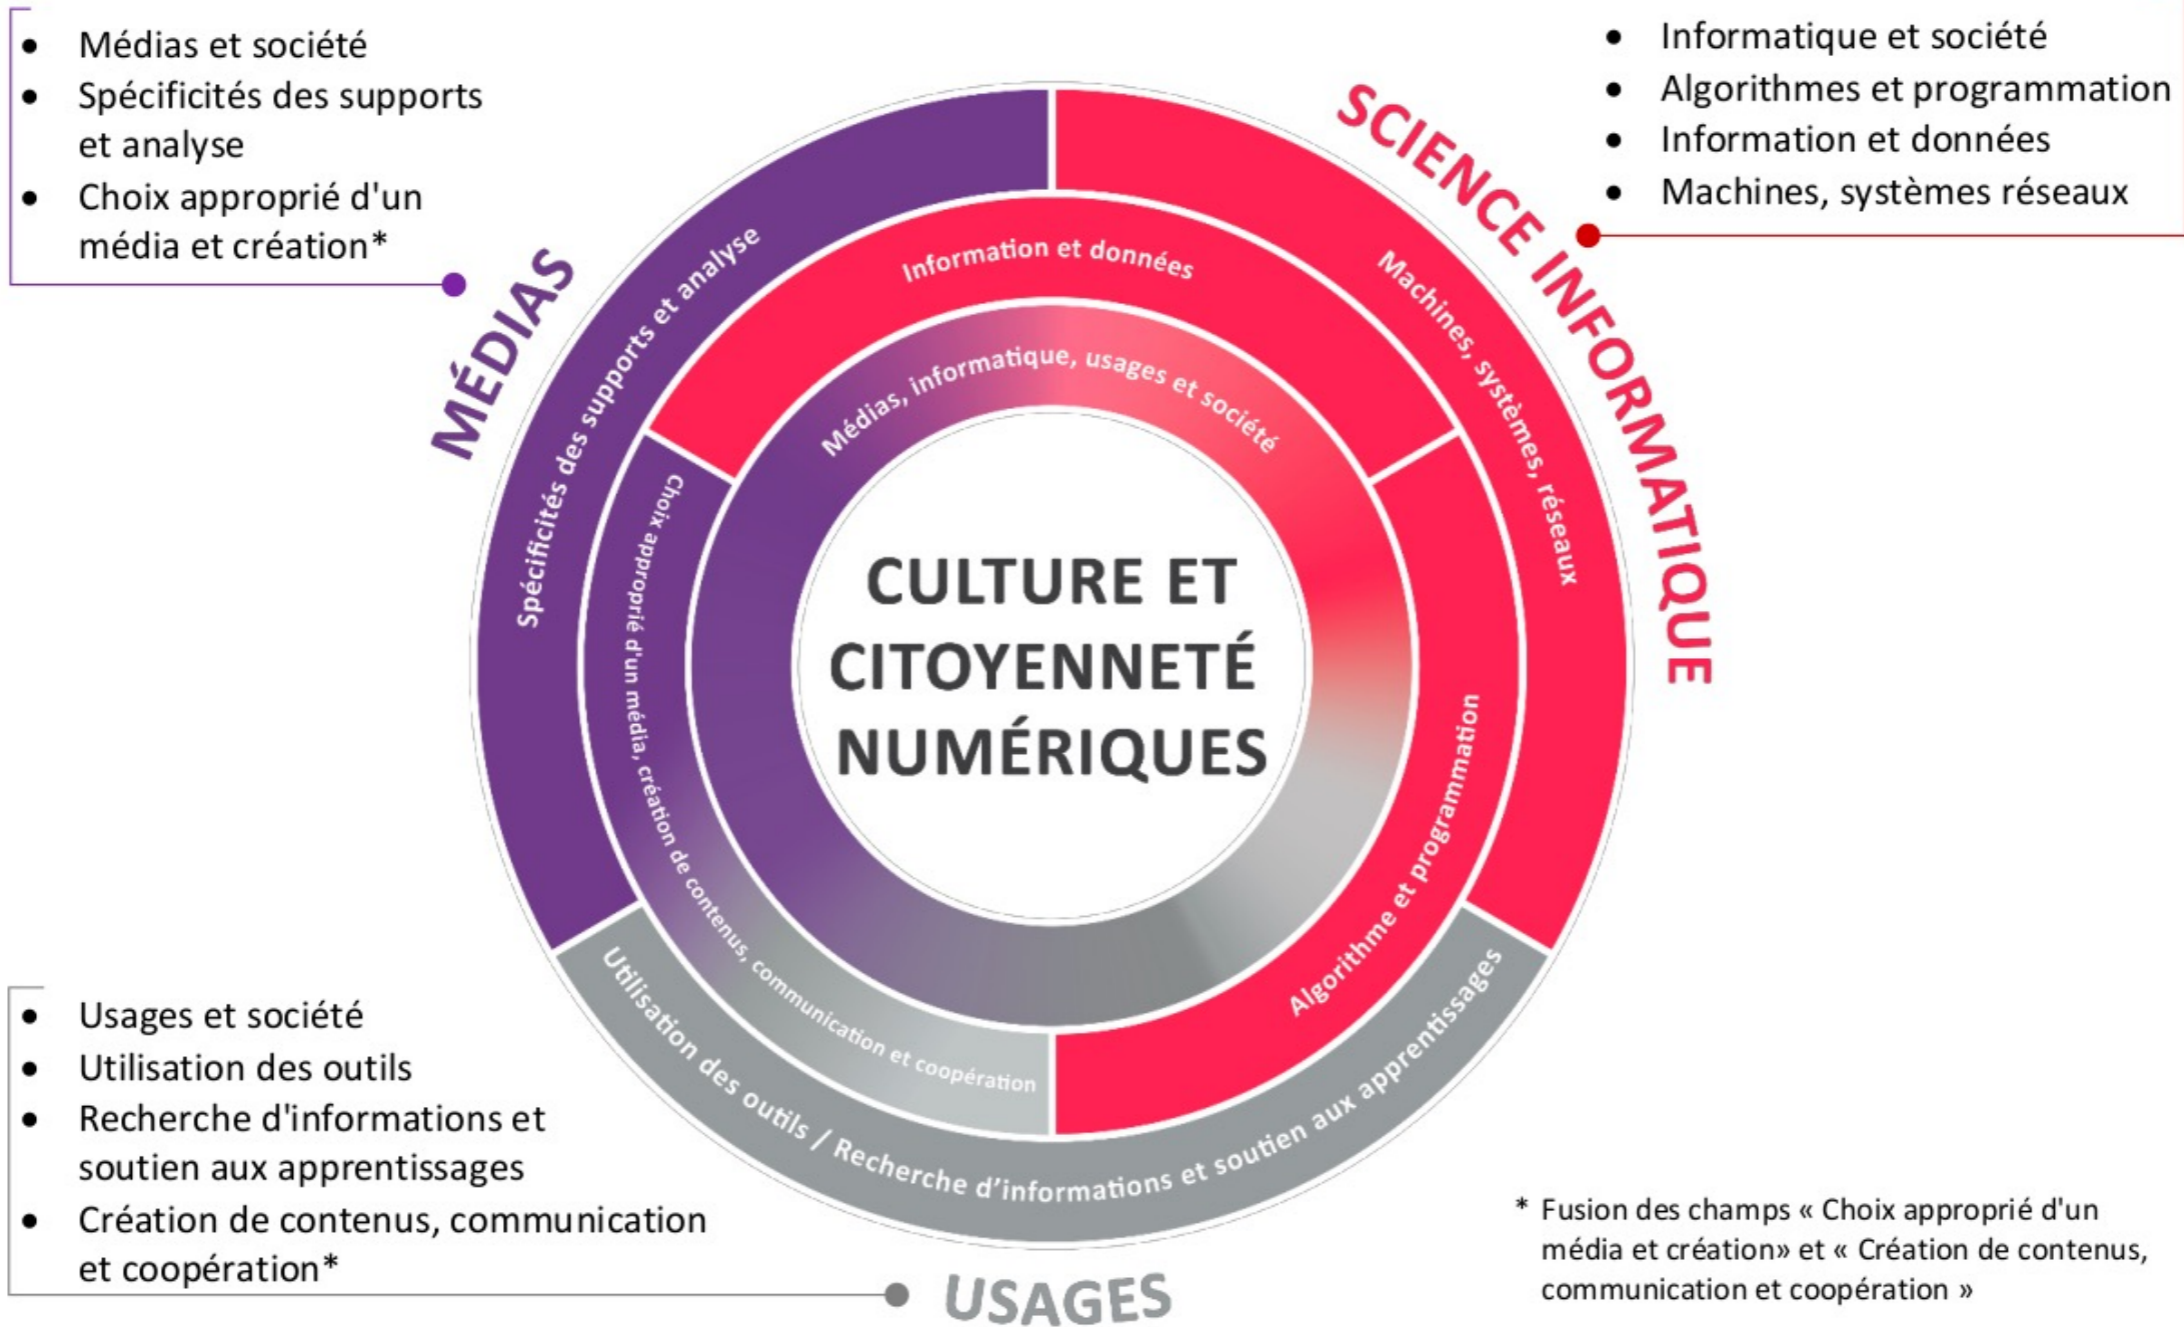 • Médias et société
• Spécificités des supports
et analyse
• Choix approprié d'un
média et création*
MÉDIAS
• Informatique et société
• Algorithmes et programmation
• Information et données
• Machines, systèmes réseaux
SCIENCE INFORMATIQUE
Spécificités des supports et analyse
Machines, systèmes, réseaux
Information et données
Médias, informatique, usages et société
Choix approprié d'un média, création de contenus, communication et coopération
CULTURE ET
CITOYENNETÉ
NUMÉRIQUES
Algorithme et programmation
Utilisation des outils / Recherche d'informations et soutien aux apprentissages
• Usages et société
• Utilisation des outils
• Recherche d'informations et
soutien aux apprentissages
• Création de contenus, communication
et coopération*
USAGES
* Fusion des champs « Choix approprié d'un
média et création» et « Création de contenus,
communication et coopération »